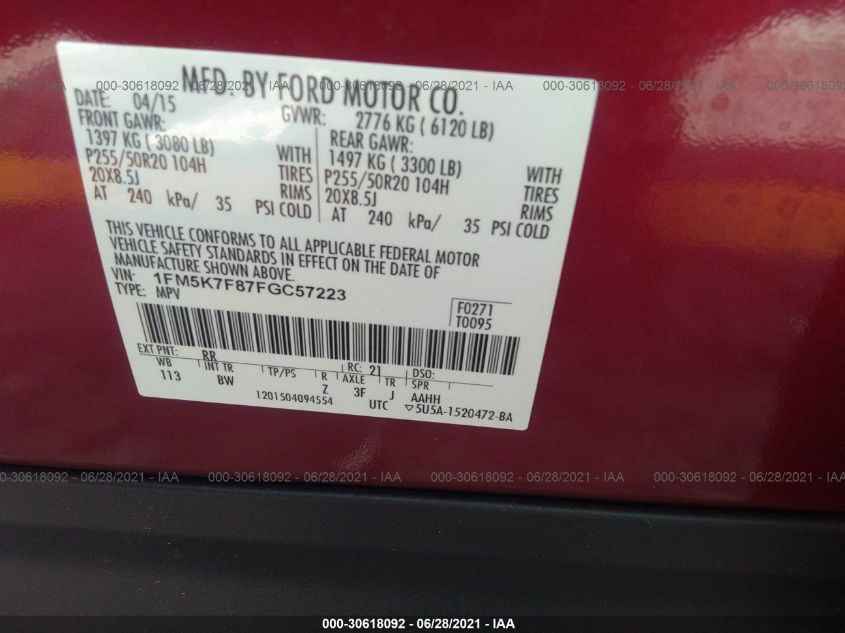 MFD. BY FORD MOTOR CO.
DATE: 04/15 GVWR: 2776 KG ( 6120 LB)
FRONT GAWR: REAR GAWR:
1397 KG ( 3080 LB) WITH 1497 KG ( 3300 LB) WITH
P255/50R20 104H TIRES P255/50R20 104H TIRES
20X8.5J RIMS 20X8.5J RIMS
AT 240 kPa/ 35 PSI COLD AT 240 kPa/ 35 PSI COLD
THIS VEHICLE CONFORMS TO ALL APPLICABLE FEDERAL MOTOR
VEHICLE SAFETY STANDARDS IN EFFECT ON THE DATE OF
MANUFACTURE SHOWN ABOVE.
VIN: 1FM5K7F87FGC57223
TYPE: MPV
F0271
T0095
EXT PNT: RR RC: 21 DSO:
WB INT TR TP/PS R AXLE TR SPR
113 BW Z 3F J AAHH
1201504094554 UTC ▽5U5A-1520472-BA
000-30618092 - 06/28/2021 - IAA